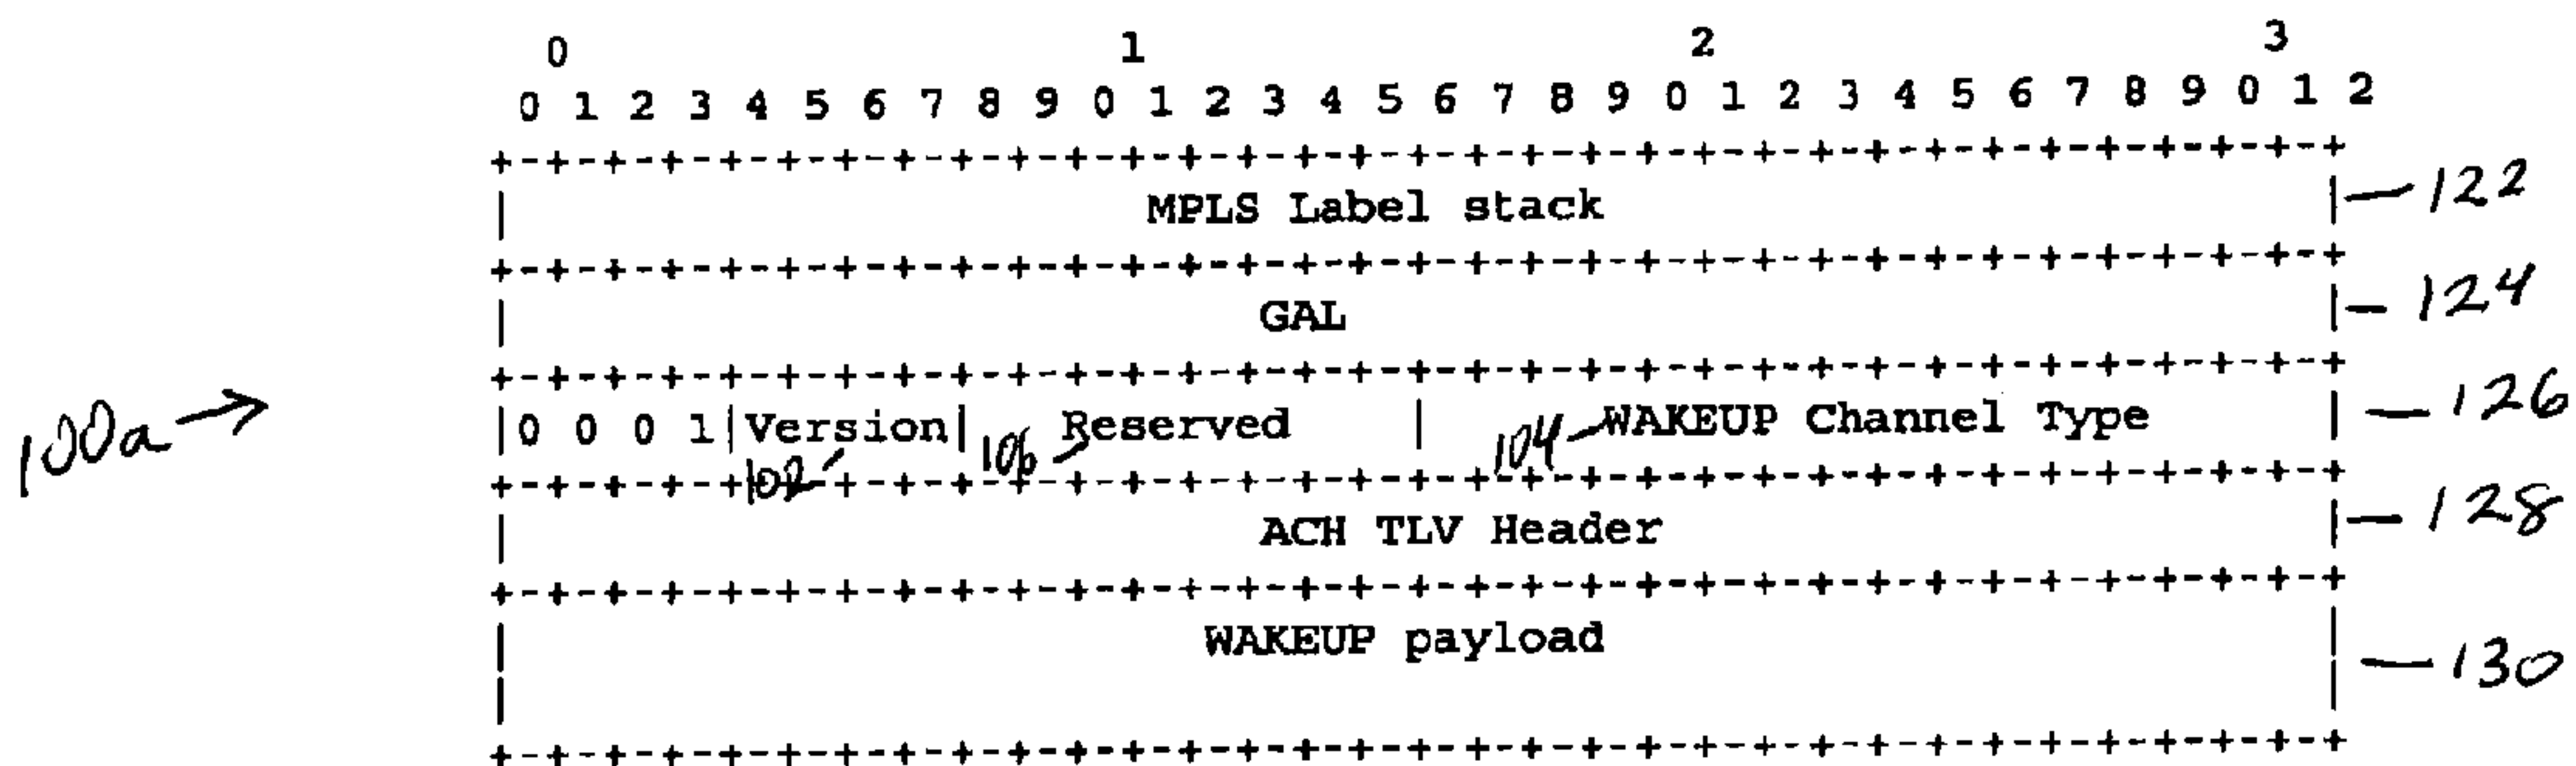 0 1 2 3
0 1 2 3 4 5 6 7 8 9 0 1 2 3 4 5 6 7 8 9 0 1 2 3 4 5 6 7 8 9 0 1 2
+-+-+-+-+-+-+-+-+-+-+-+-+-+-+-+-+-+-+-+-+-+-+-+-+-+-+-+-+-+-+-+-+
| MPLS Label stack | — 122
+-+-+-+-+-+-+-+-+-+-+-+-+-+-+-+-+-+-+-+-+-+-+-+-+-+-+-+-+-+-+-+-+
| GAL | — 124
+-+-+-+-+-+-+-+-+-+-+-+-+-+-+-+-+-+-+-+-+-+-+-+-+-+-+-+-+-+-+-+-+
100a → |0 0 0 1|Version| Reserved | WAKEUP Channel Type | — 126
+-+-+-+-+102-+-+-+106-+-+-+-+-+-+-+-+104-+-+-+-+-+-+-+-+-+-+-+-+-+
| ACH TLV Header | — 128
+-+-+-+-+-+-+-+-+-+-+-+-+-+-+-+-+-+-+-+-+-+-+-+-+-+-+-+-+-+-+-+-+
| WAKEUP payload | — 130
+-+-+-+-+-+-+-+-+-+-+-+-+-+-+-+-+-+-+-+-+-+-+-+-+-+-+-+-+-+-+-+-+